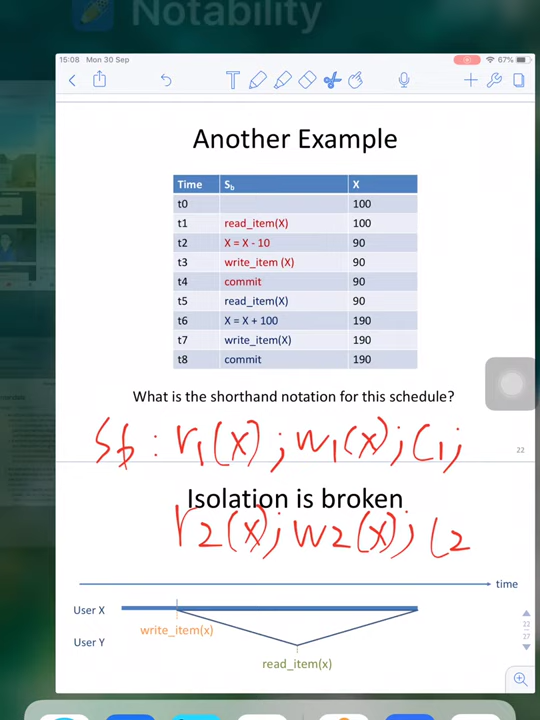 Notability
15:08 Mon 30 Sep 67%
Another Example
Time Sb X
t0 100
t1 read_item(X) 100
t2 X = X - 10 90
t3 write_item (X) 90
t4 commit 90
t5 read_item(X) 90
t6 X = X + 100 190
t7 write_item(X) 190
t8 commit 190
What is the shorthand notation for this schedule?
Sb : r1(X) ; w1(X) ; C1 ;
22
Isolation is broken
r2(X) ; w2(X) ; C2
time
User X
write_item(x)
User Y
read_item(x)
22
27